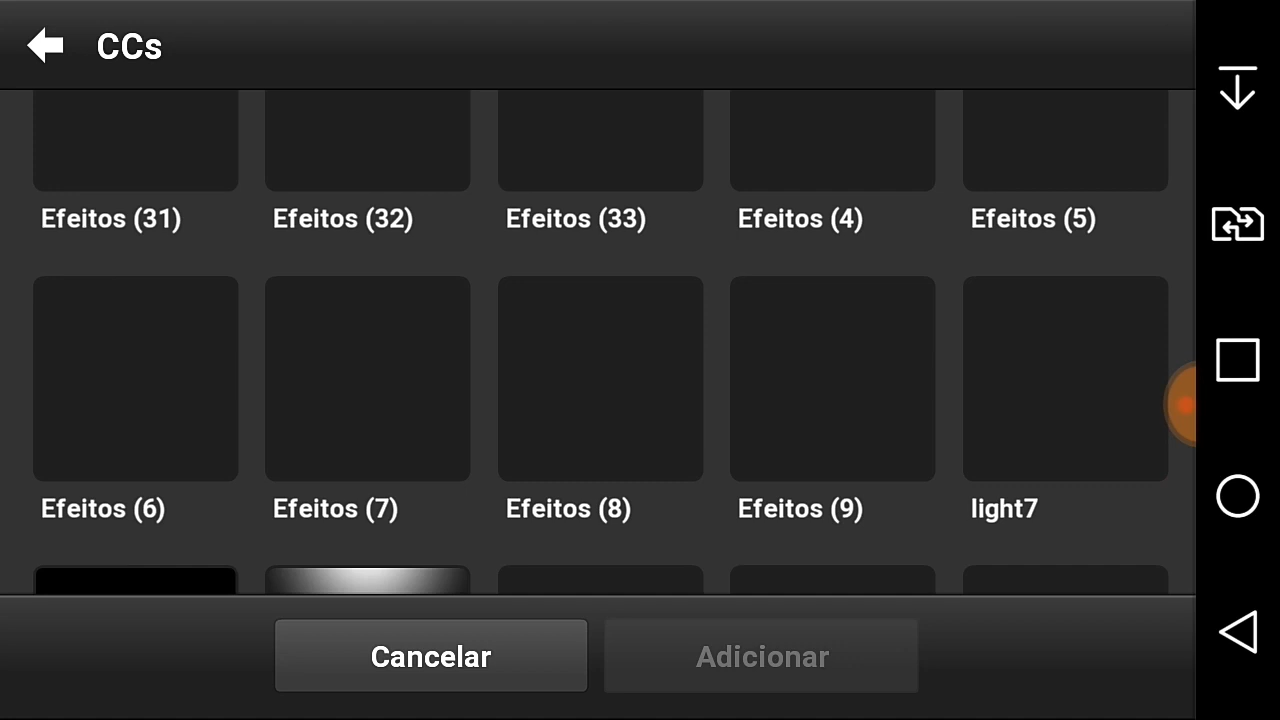 CCs
Efeitos (31) Efeitos (32) Efeitos (33) Efeitos (4) Efeitos (5)
Efeitos (6) Efeitos (7) Efeitos (8) Efeitos (9) light7
Cancelar Adicionar